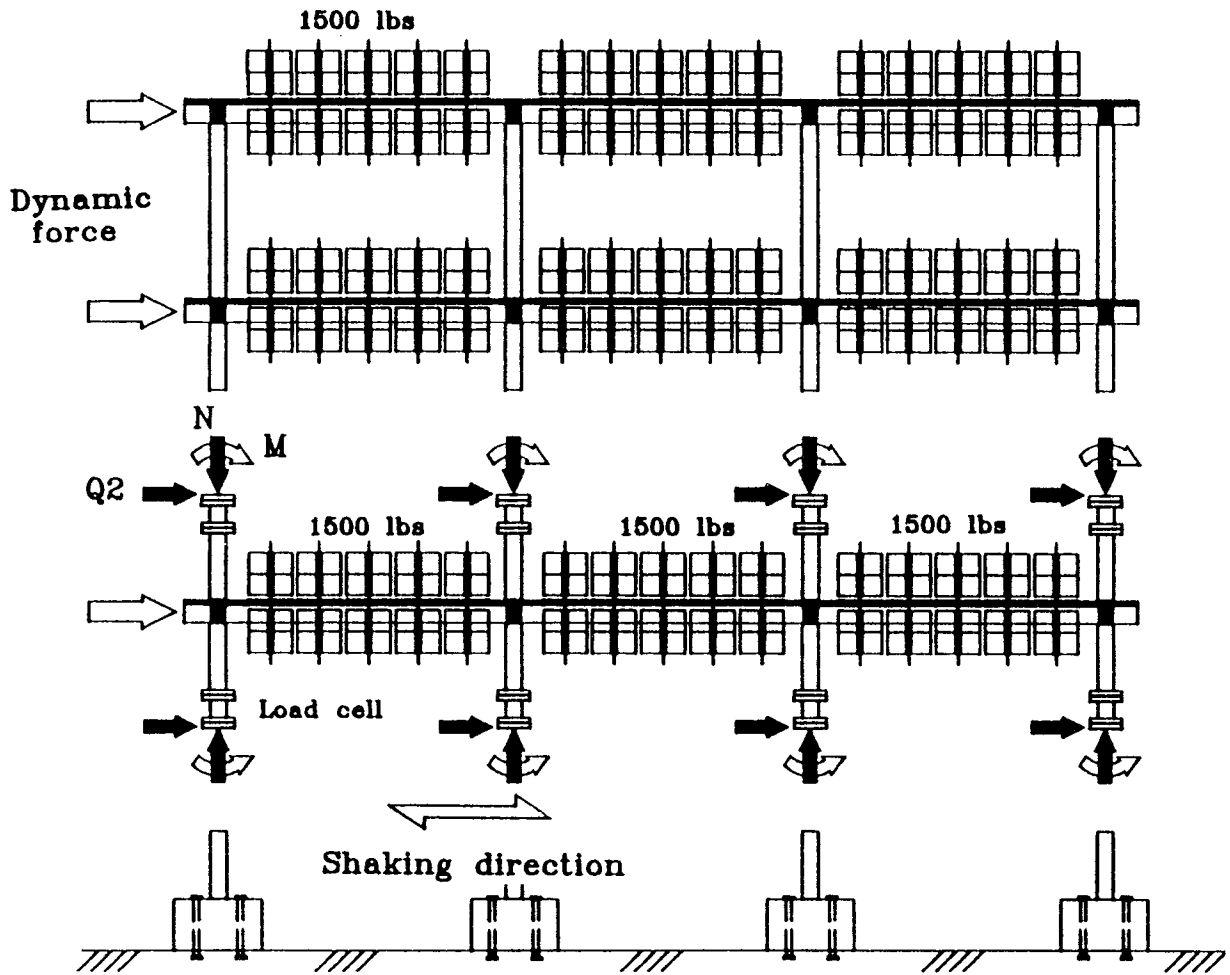 1500 lbs
Dynamic
force
N
M
Q2
1500 lbs
1500 lbs
1500 lbs
Load cell
Shaking direction